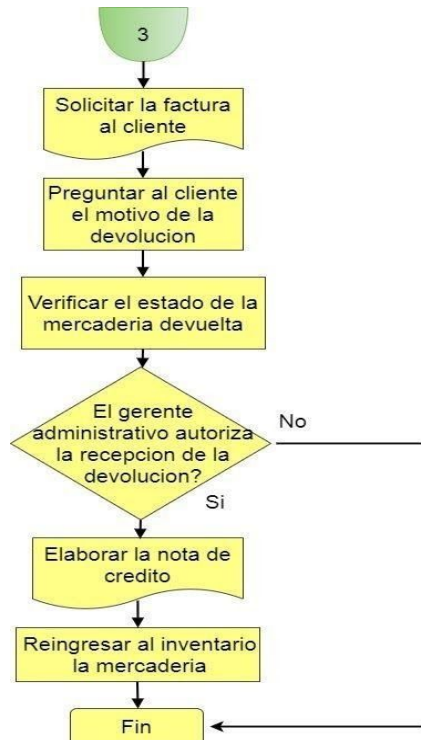 3
Solicitar la factura
al cliente
Preguntar al cliente
el motivo de la
devolucion
Verificar el estado de la
mercaderia devuelta
El gerente
administrativo autoriza
la recepcion de la
devolucion?
No
Si
Elaborar la nota de
credito
Reingresar al inventario
la mercaderia
Fin